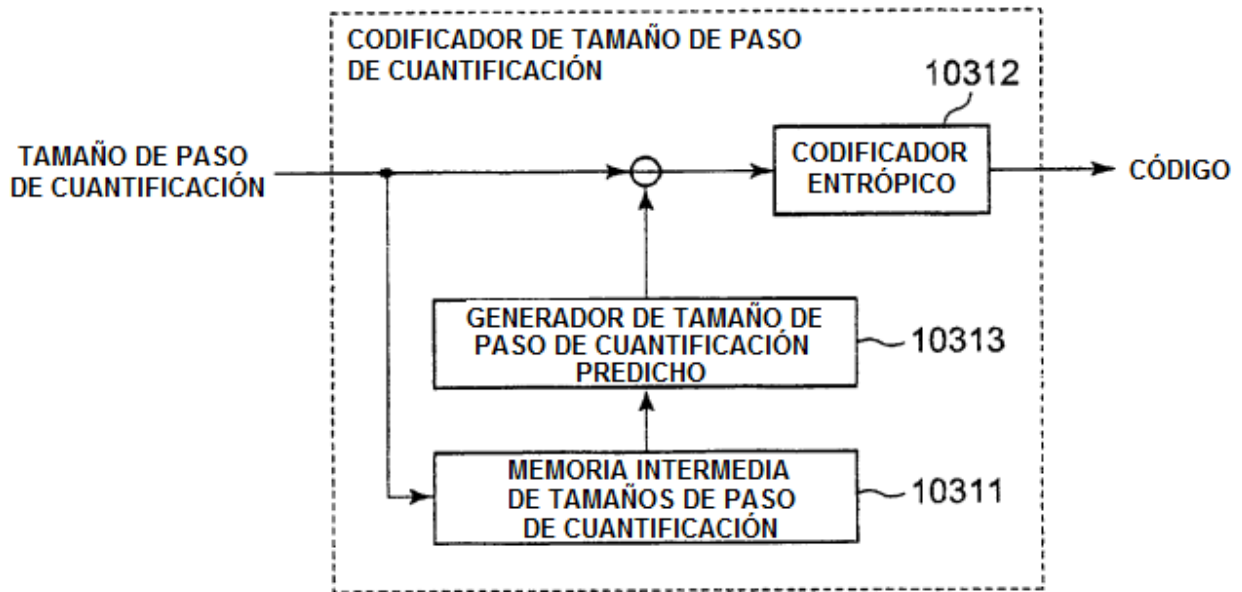 CODIFICADOR DE TAMAÑO DE PASO
DE CUANTIFICACIÓN
10312
TAMAÑO DE PASO
DE CUANTIFICACIÓN
CODIFICADOR
ENTRÓPICO
CÓDIGO
GENERADOR DE TAMAÑO DE
PASO DE CUANTIFICACIÓN
PREDICHO
10313
MEMORIA INTERMEDIA
DE TAMAÑOS DE PASO
DE CUANTIFICACIÓN
10311